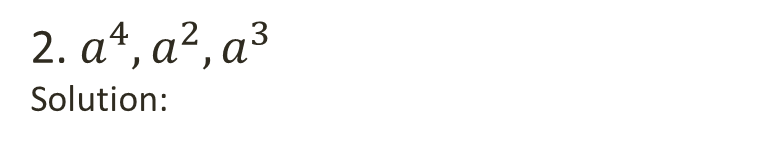 2. a⁴, a², a³
Solution: